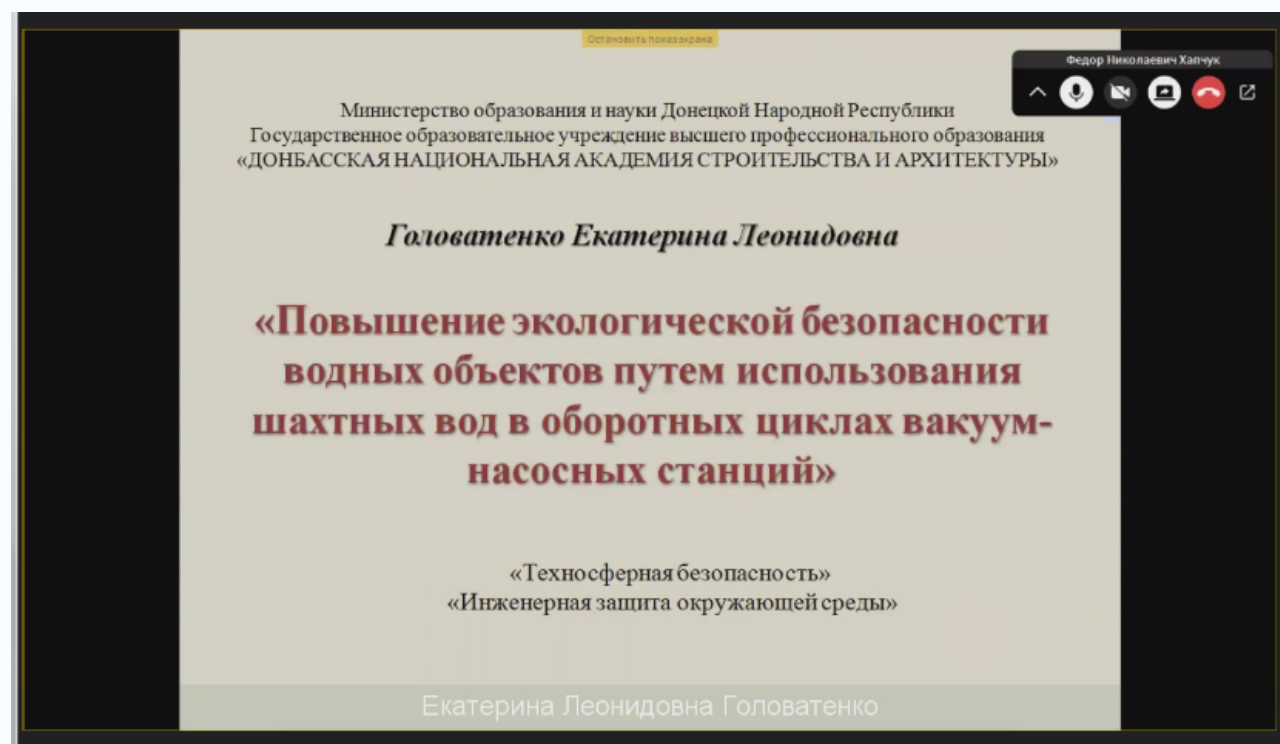 Остановить показ экрана
Федор Николаевич Хапчук
Министерство образования и науки Донецкой Народной Республики
Государственное образовательное учреждение высшего профессионального образования
«ДОНБАССКАЯ НАЦИОНАЛЬНАЯ АКАДЕМИЯ СТРОИТЕЛЬСТВА И АРХИТЕКТУРЫ»
Головатенко Екатерина Леонидовна
«Повышение экологической безопасности
водных объектов путем использования
шахтных вод в оборотных циклах вакуум-
насосных станций»
«Техносферная безопасность»
«Инженерная защита окружающей среды»
Екатерина Леонидовна Головатенко